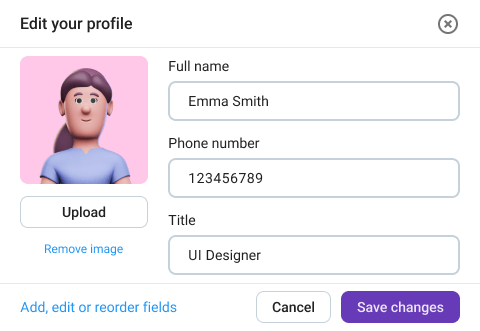 Edit your profile
Full name
Emma Smith
Phone number
123456789
Upload
Title
Remove image
UI Designer
Add, edit or reorder fields
Cancel
Save changes